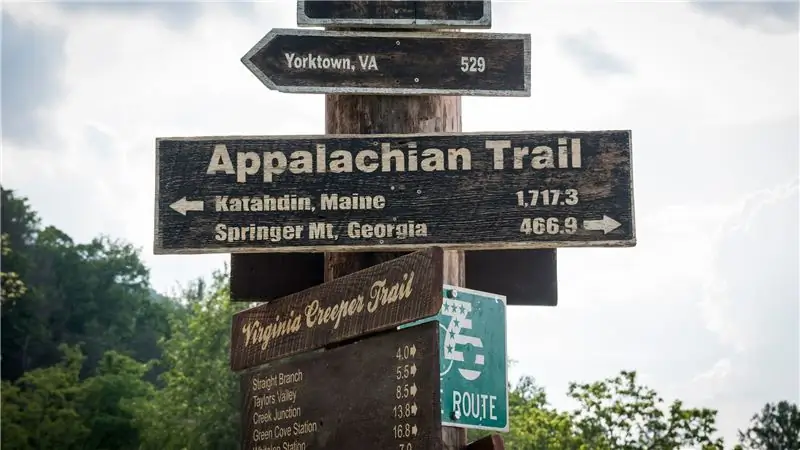 Yorktown, VA 529
Appalachian Trail
Katahdin, Maine 1,717.3
Springer Mt, Georgia 466.9
Virginia Creeper Trail
Straight Branch 4.0
Taylors Valley 5.5
Creek Junction 8.5
Green Cove Station 13.8
Station 16.8
ROUTE